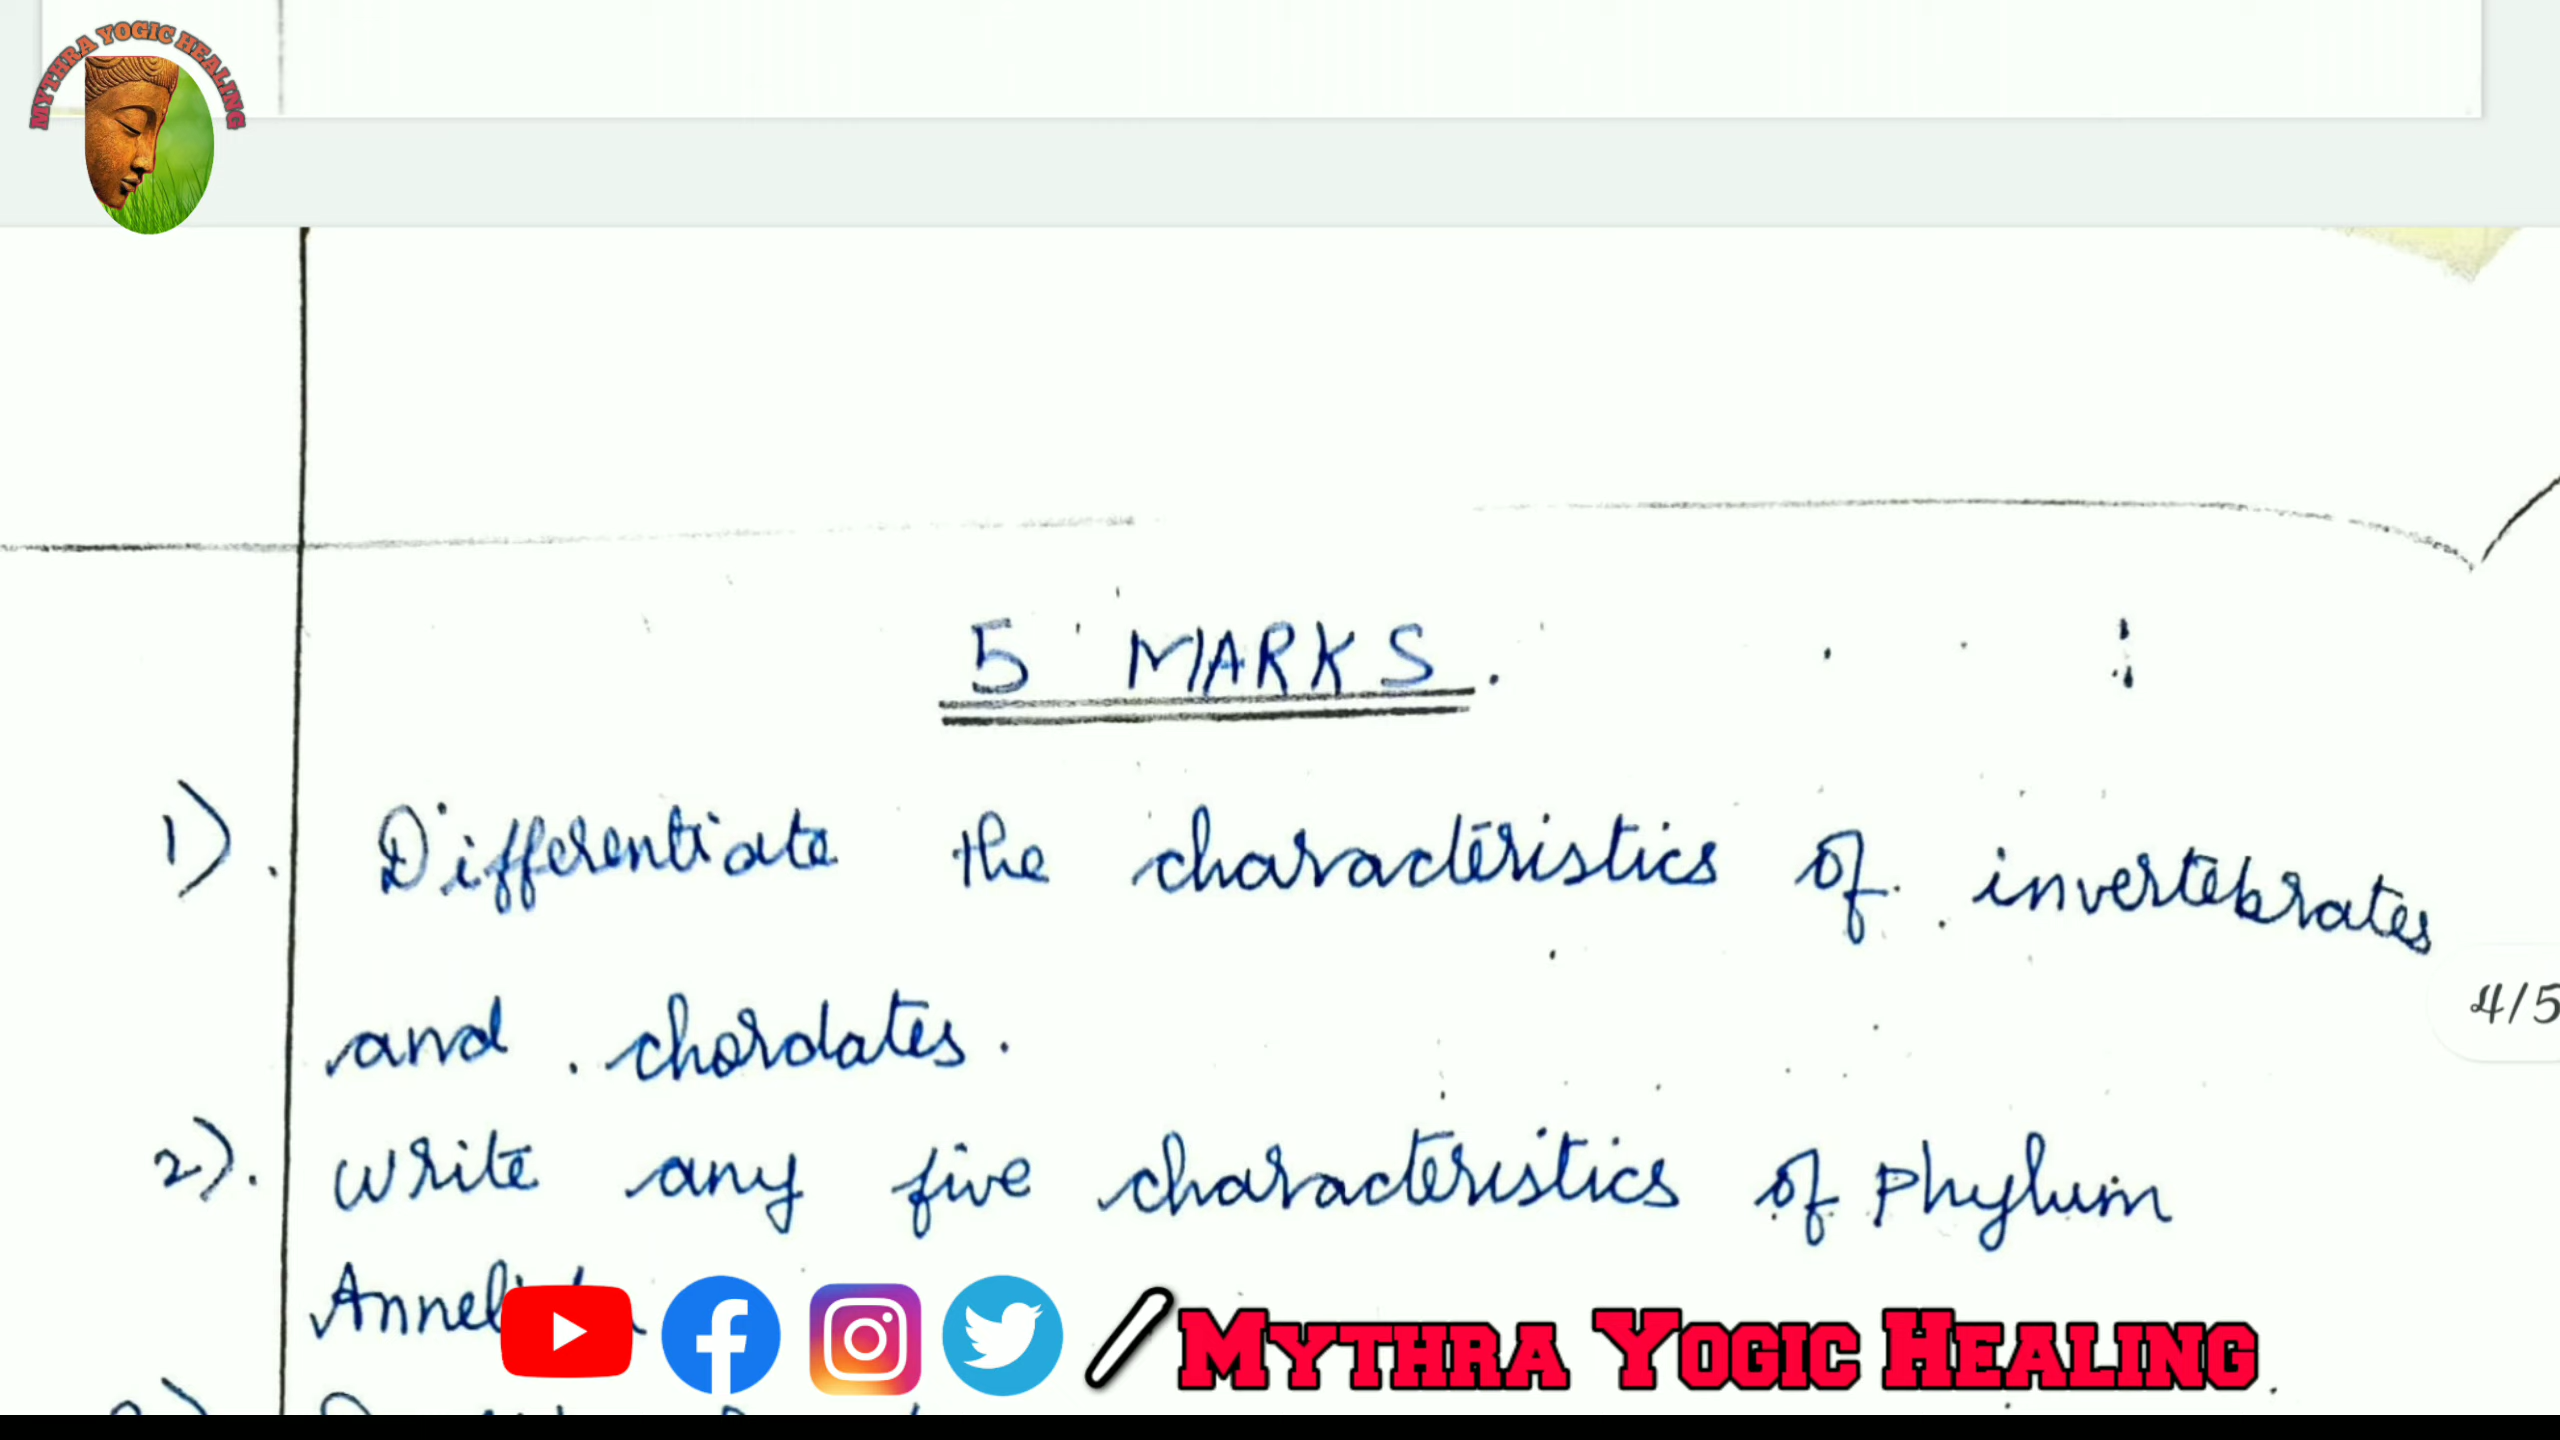 MYTHRA YOGIC HEALING
5 MARKS.
1). Differentiate the characteristics of invertebrates
and chordates.
4/5
2). Write any five characteristics of phylum
MYTHRA YOGIC HEALING